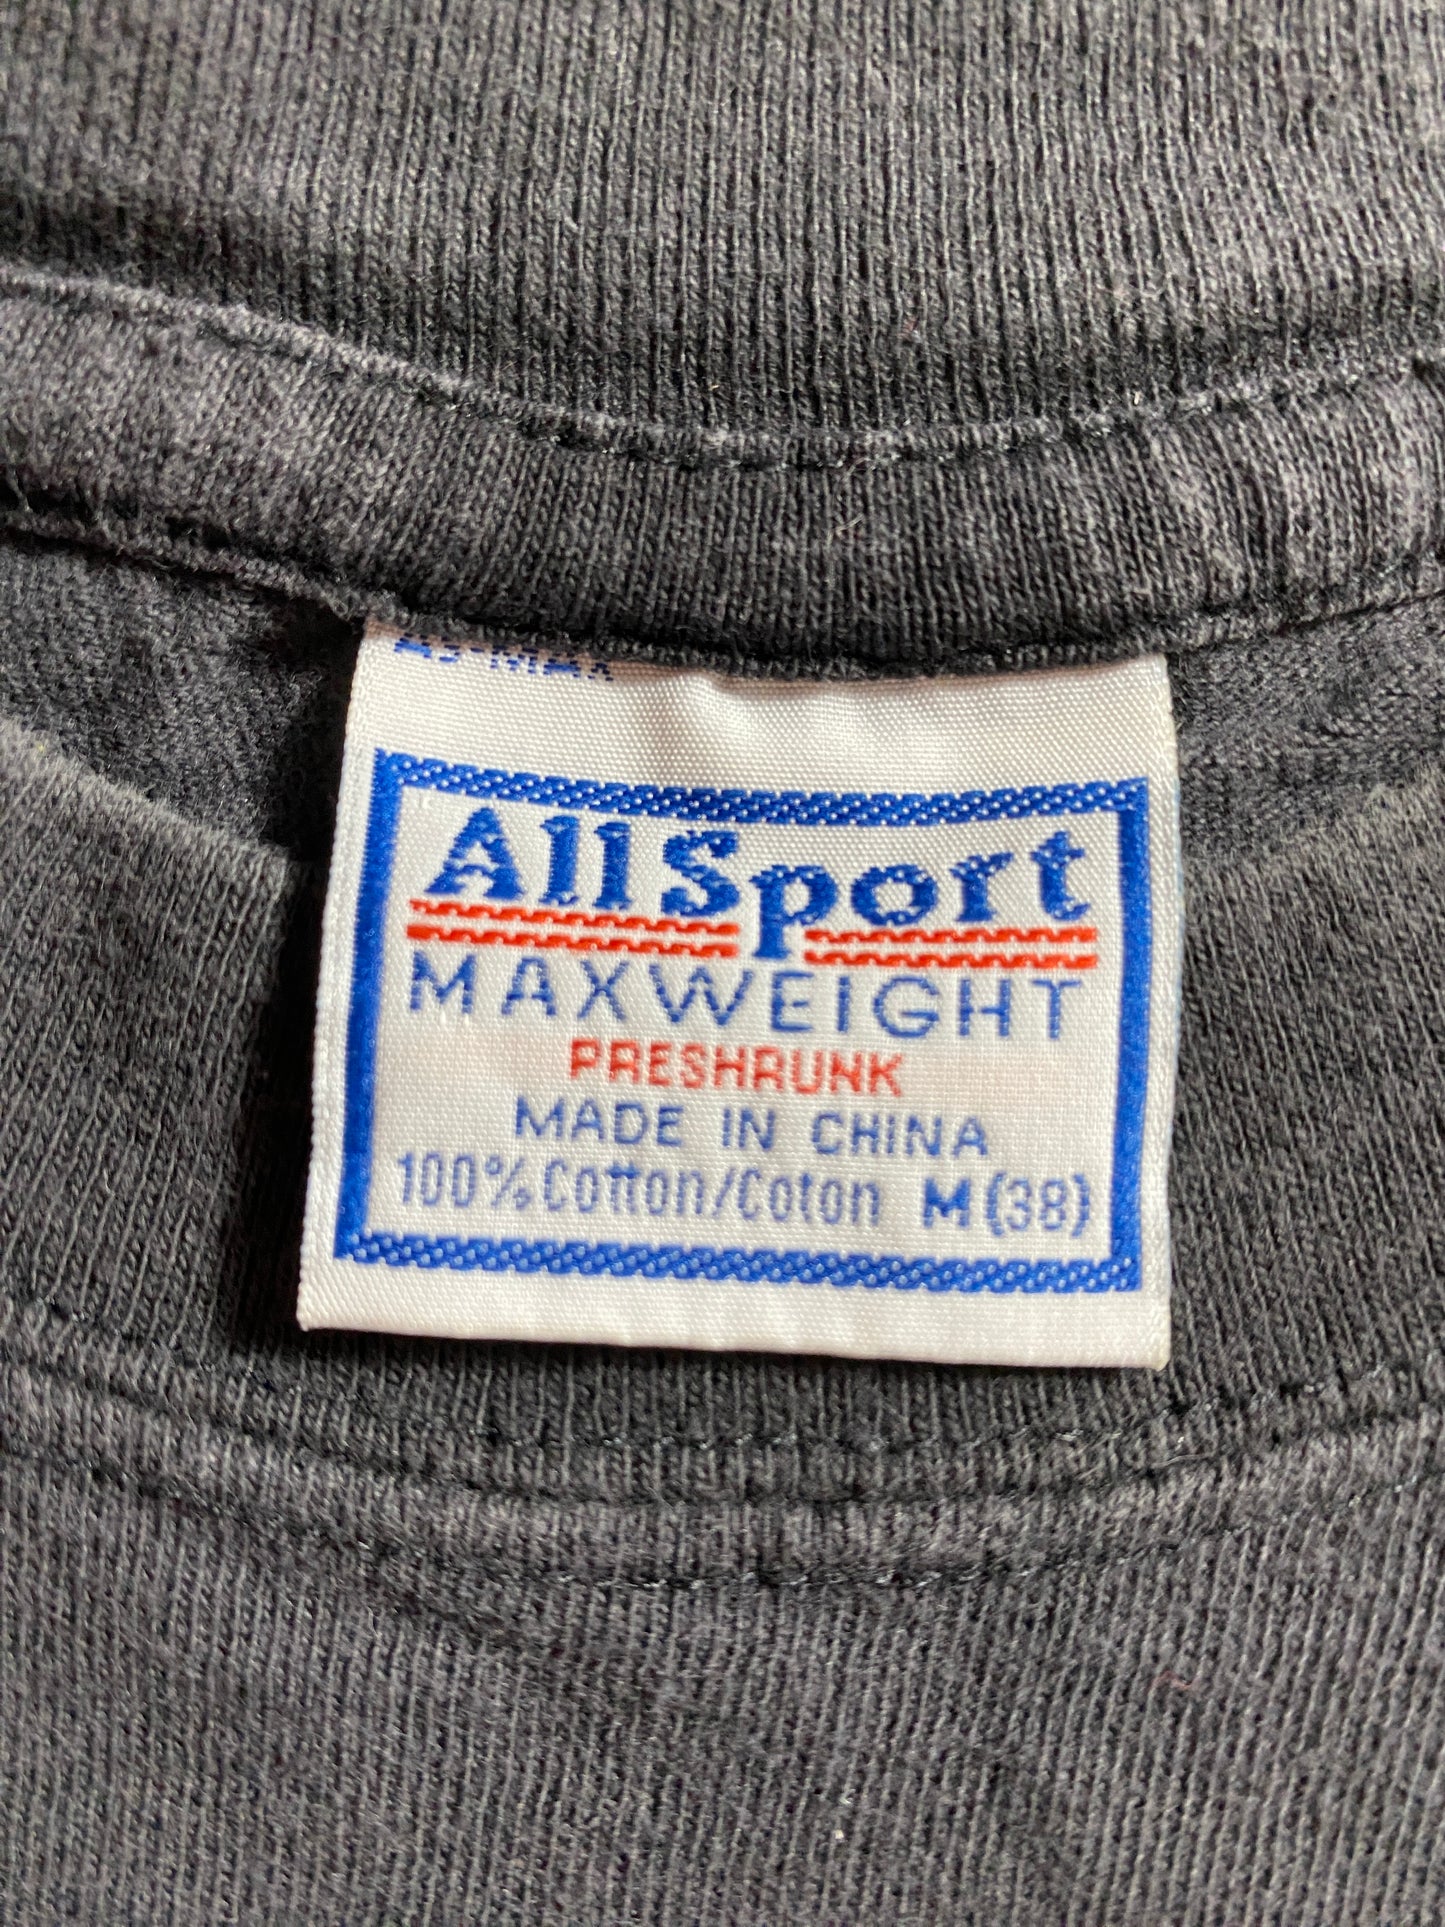 AllSport
MAXWEIGHT
PRESHRUNK
MADE IN CHINA
100% Cotton/Coton M (38)